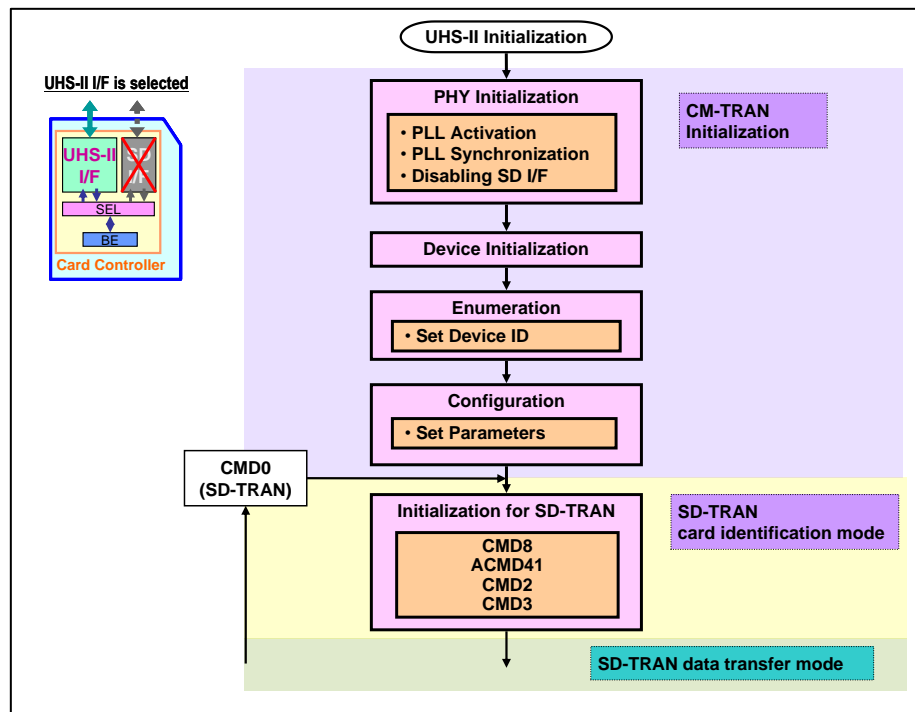 UHS-II Initialization
UHS-II I/F is selected
UHS-II
I/F
SD
I/F
SEL
BE
Card Controller
PHY Initialization
• PLL Activation
• PLL Synchronization
• Disabling SD I/F
CM-TRAN
Initialization
Device Initialization
Enumeration
• Set Device ID
Configuration
• Set Parameters
CMD0
(SD-TRAN)
Initialization for SD-TRAN
CMD8
ACMD41
CMD2
CMD3
SD-TRAN
card identification mode
SD-TRAN data transfer mode